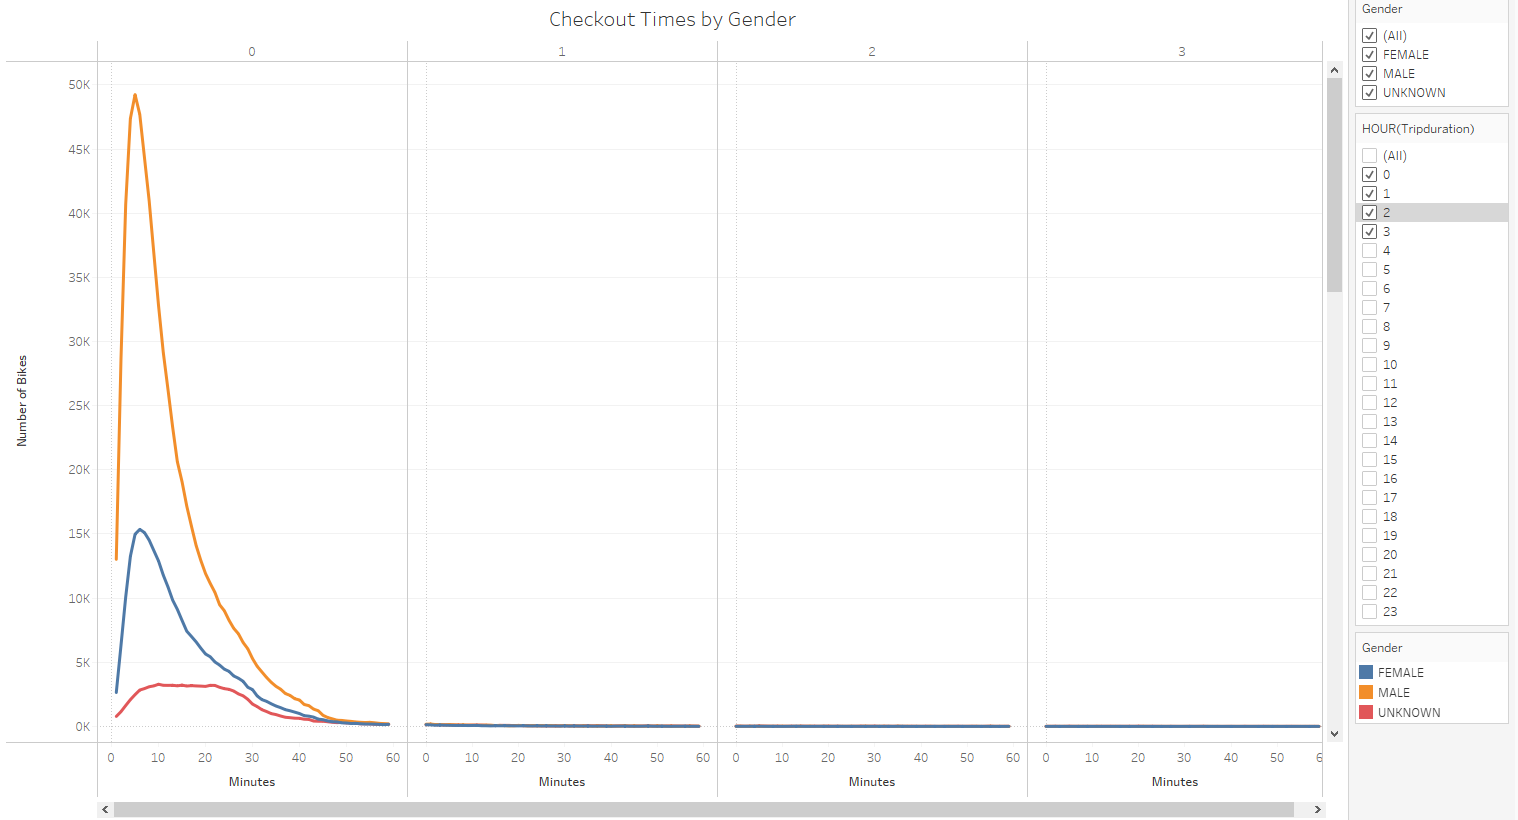 Checkout Times by Gender
0 1 2 3
50K
45K
40K
35K
30K
25K
20K
15K
10K
5K
0K
Number of Bikes
0 10 20 30 40 50 60 0 10 20 30 40 50 60 0 10 20 30 40 50 60 0 10 20 30 40 50 6
Minutes Minutes Minutes Minutes
Gender
(All)
FEMALE
MALE
UNKNOWN
HOUR(Tripduration)
(All)
0
1
2
3
4
5
6
7
8
9
10
11
12
13
14
15
16
17
18
19
20
21
22
23
Gender
FEMALE
MALE
UNKNOWN